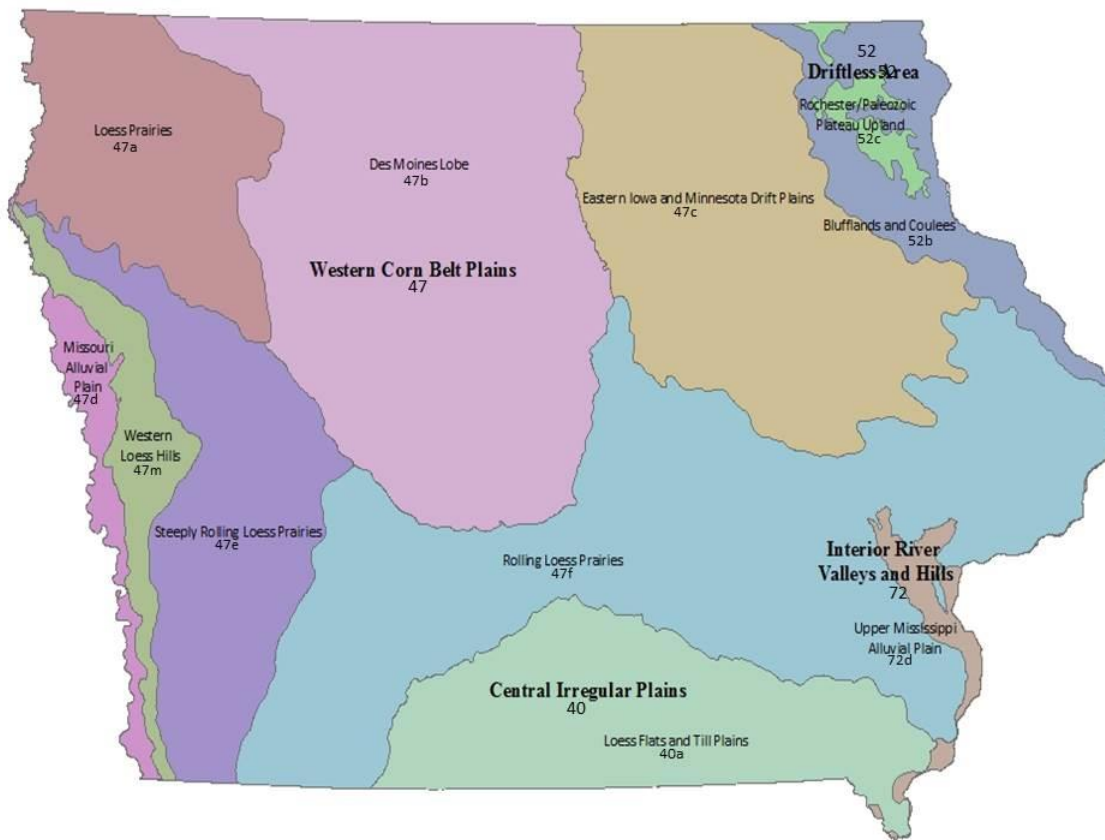 52
52
Driftless Area
Rochester/Paleozoic
Plateau Upland
52c
Loess Prairies
47a
Des Moines Lobe
47b
Eastern Iowa and Minnesota Drift Plains
47c
Blufflands and Coulees
52b
Western Corn Belt Plains
47
Missouri
Alluvial
Plain
47d
Western
Loess Hills
47m
Steeply Rolling Loess Prairies
47e
Rolling Loess Prairies
47f
Interior River
Valleys and Hills
72
Upper Mississippi
Alluvial Plain
72d
Central Irregular Plains
40
Loess Flats and Till Plains
40a